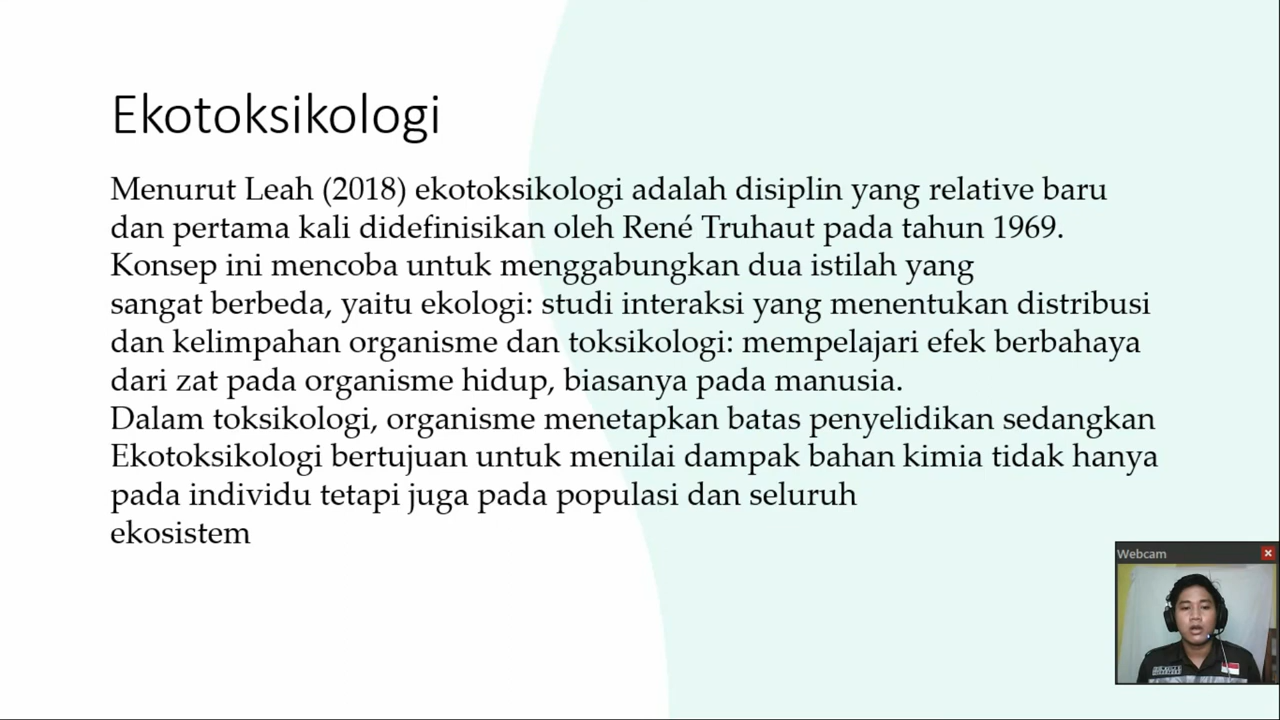 Ekotoksikologi
Menurut Leah (2018) ekotoksikologi adalah disiplin yang relative baru
dan pertama kali didefinisikan oleh René Truhaut pada tahun 1969.
Konsep ini mencoba untuk menggabungkan dua istilah yang
sangat berbeda, yaitu ekologi: studi interaksi yang menentukan distribusi
dan kelimpahan organisme dan toksikologi: mempelajari efek berbahaya
dari zat pada organisme hidup, biasanya pada manusia.
Dalam toksikologi, organisme menetapkan batas penyelidikan sedangkan
Ekotoksikologi bertujuan untuk menilai dampak bahan kimia tidak hanya
pada individu tetapi juga pada populasi dan seluruh
ekosistem
Webcam